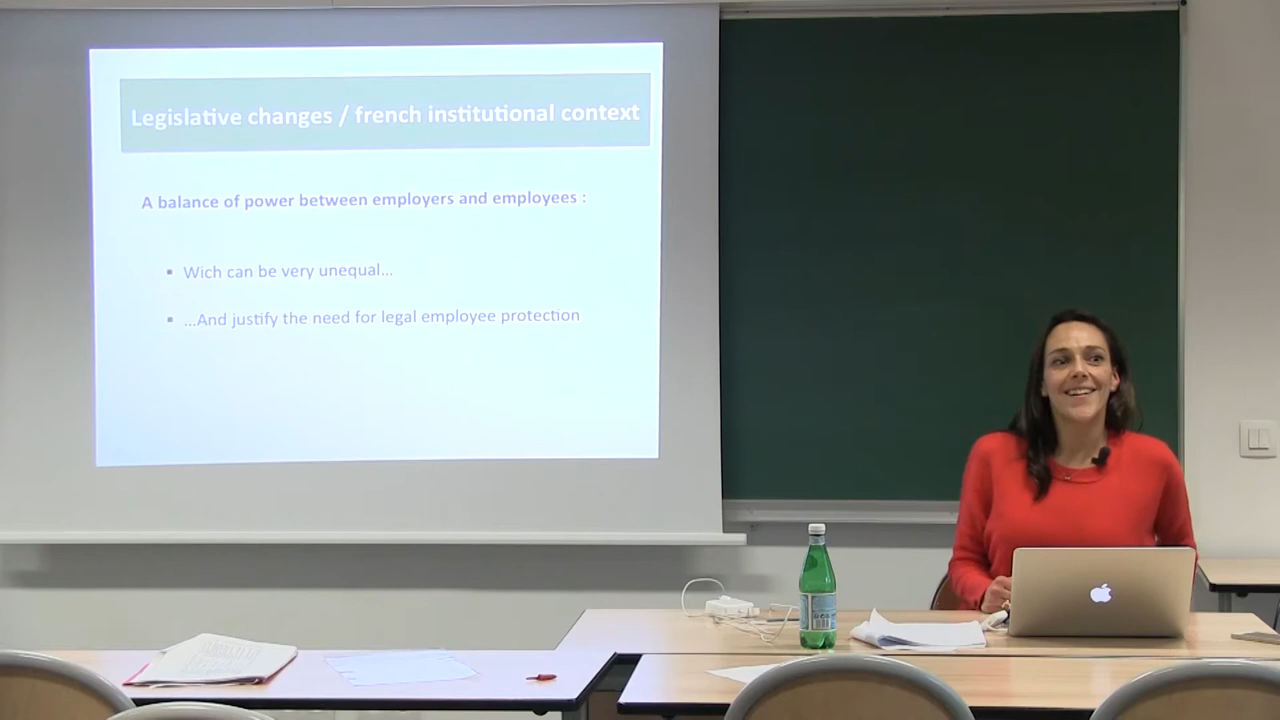 Legislative changes / french institutional context
A balance of power between employers and employees :
▪ Wich can be very unequal...
▪ ...And justify the need for legal employee protection